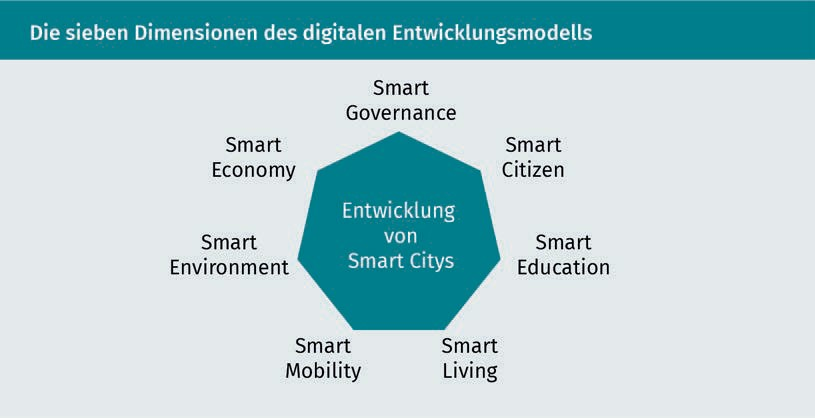 Die sieben Dimensionen des digitalen Entwicklungsmodells
Smart
Governance
Smart
Citizen
Smart
Education
Smart
Living
Smart
Mobility
Smart
Environment
Smart
Economy
Entwicklung
von
Smart Citys